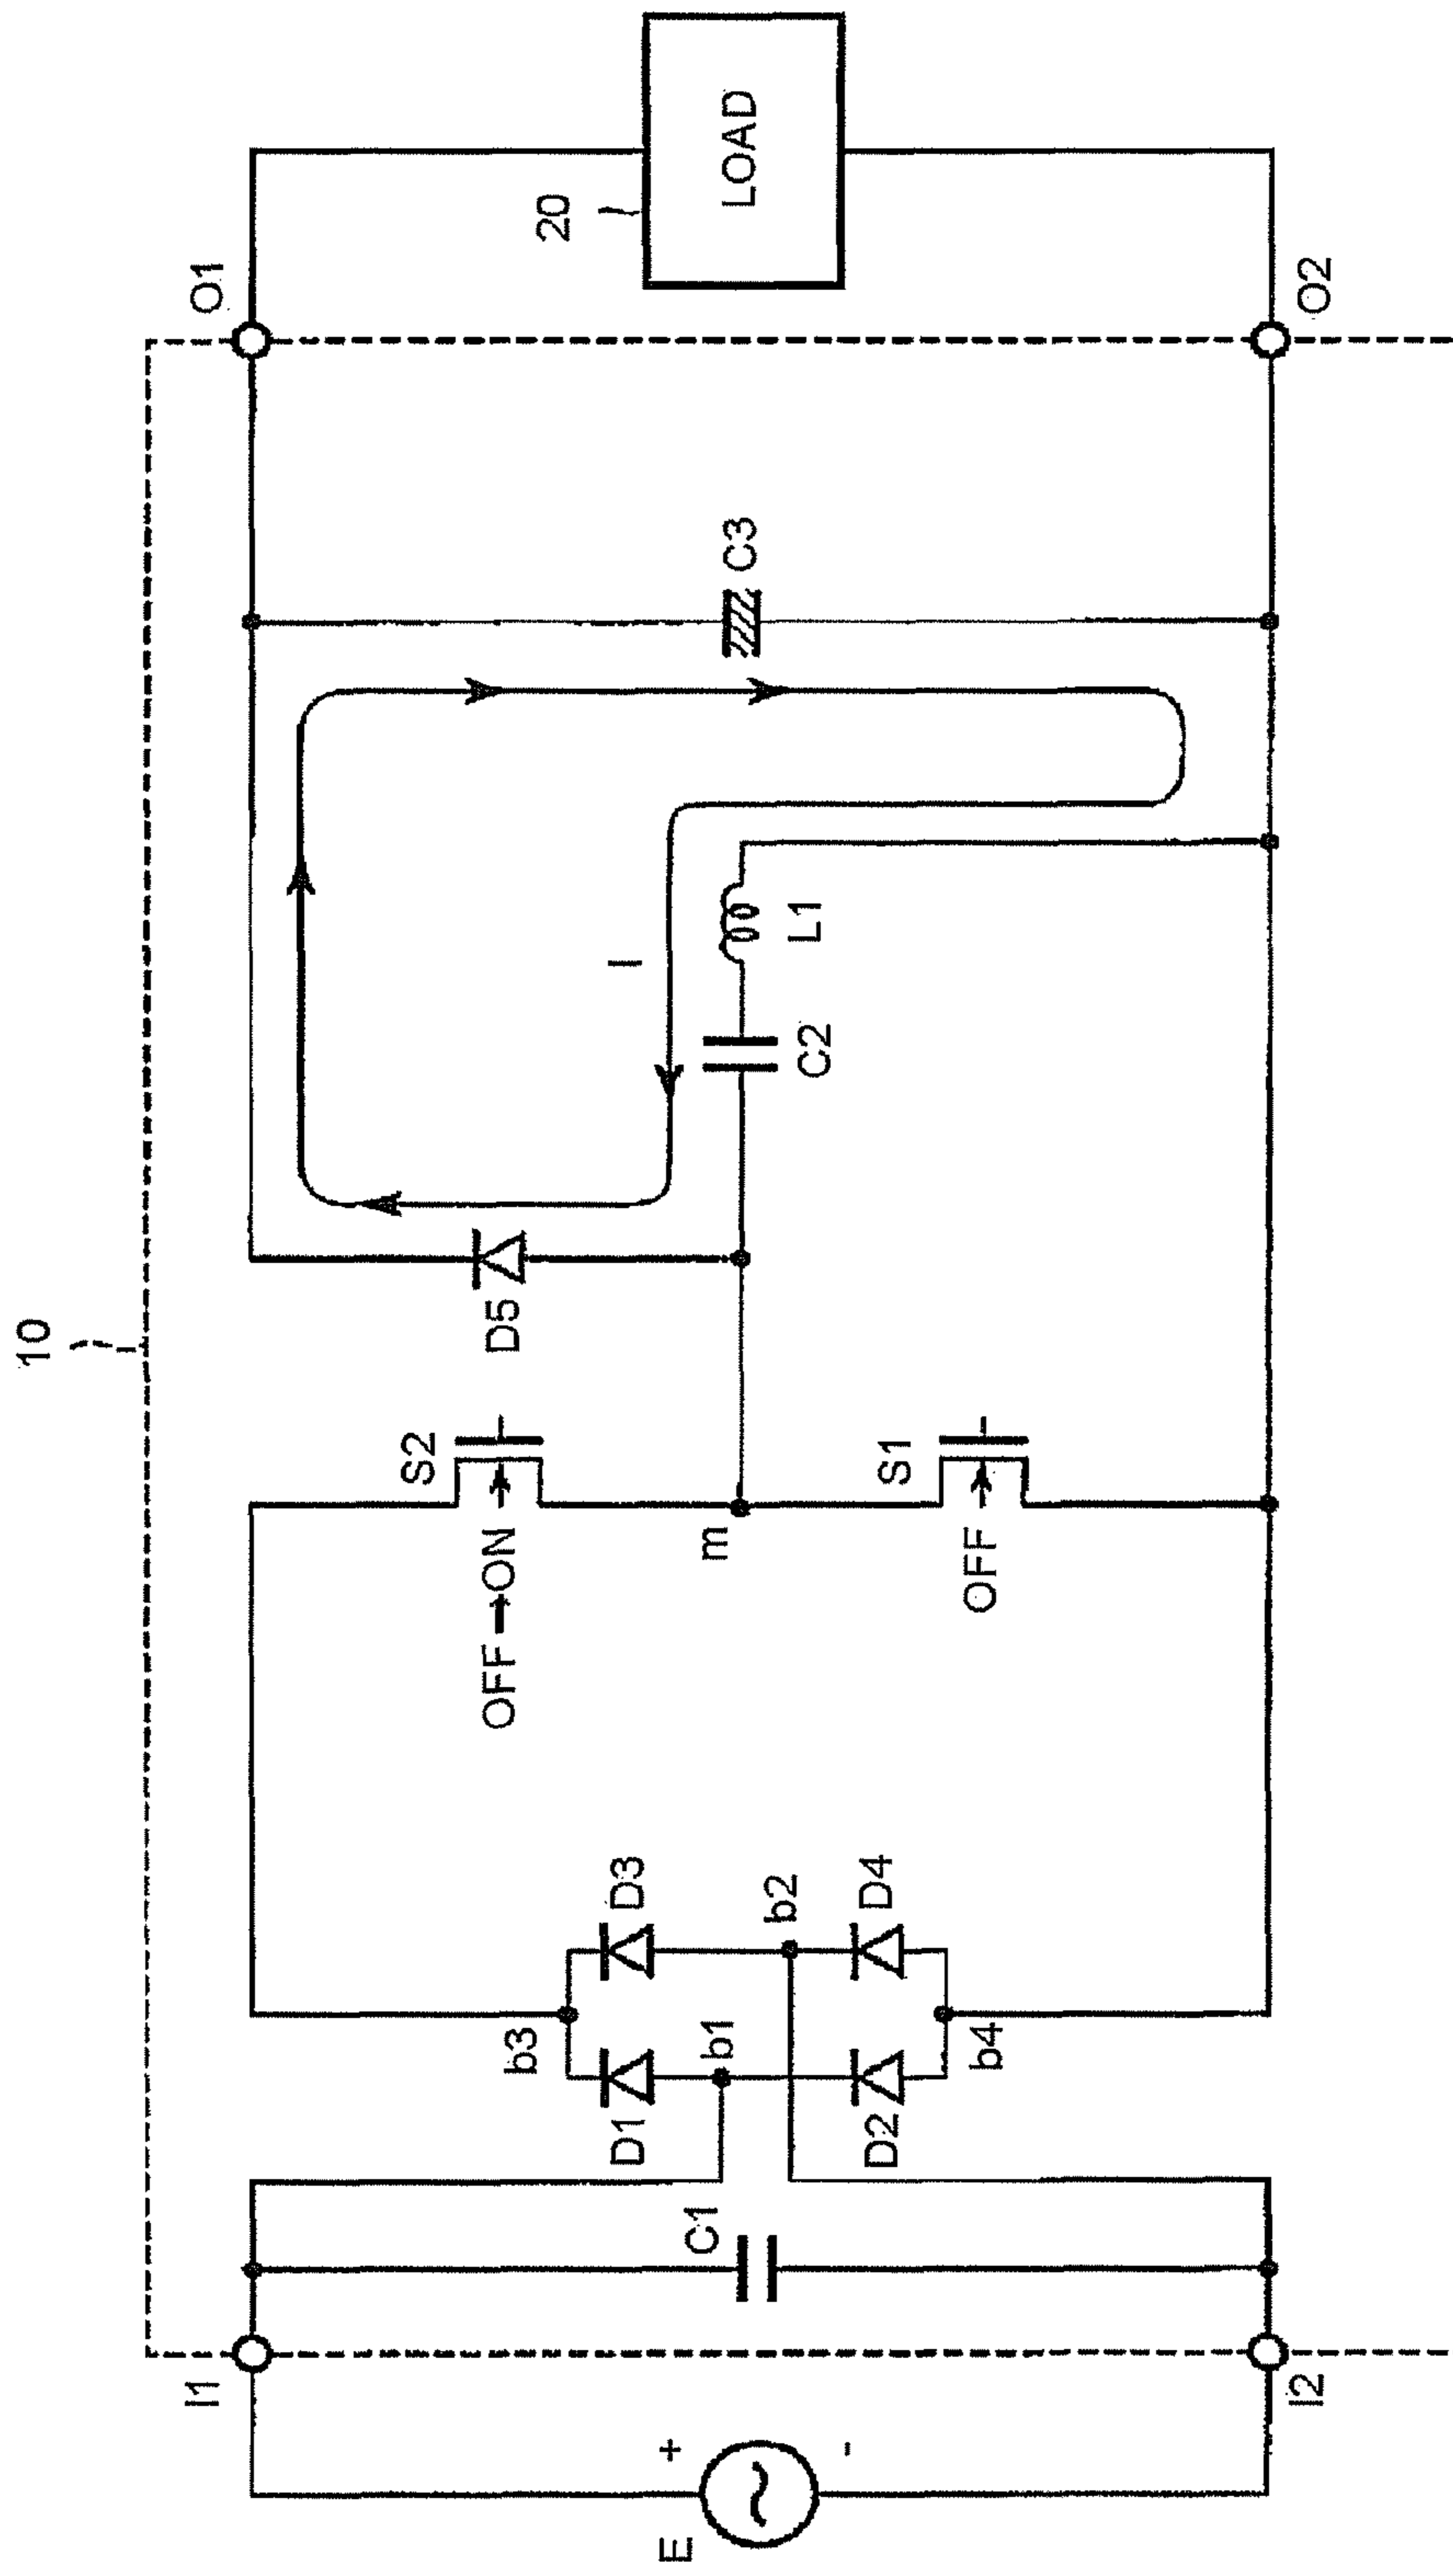 10
I1
I2
E
+
-
C1
D1
D3
D2
D4
b1
b2
b3
b4
S2
OFF→ON
m
S1
OFF
D5
C2
L1
I
C3
O1
O2
20
LOAD